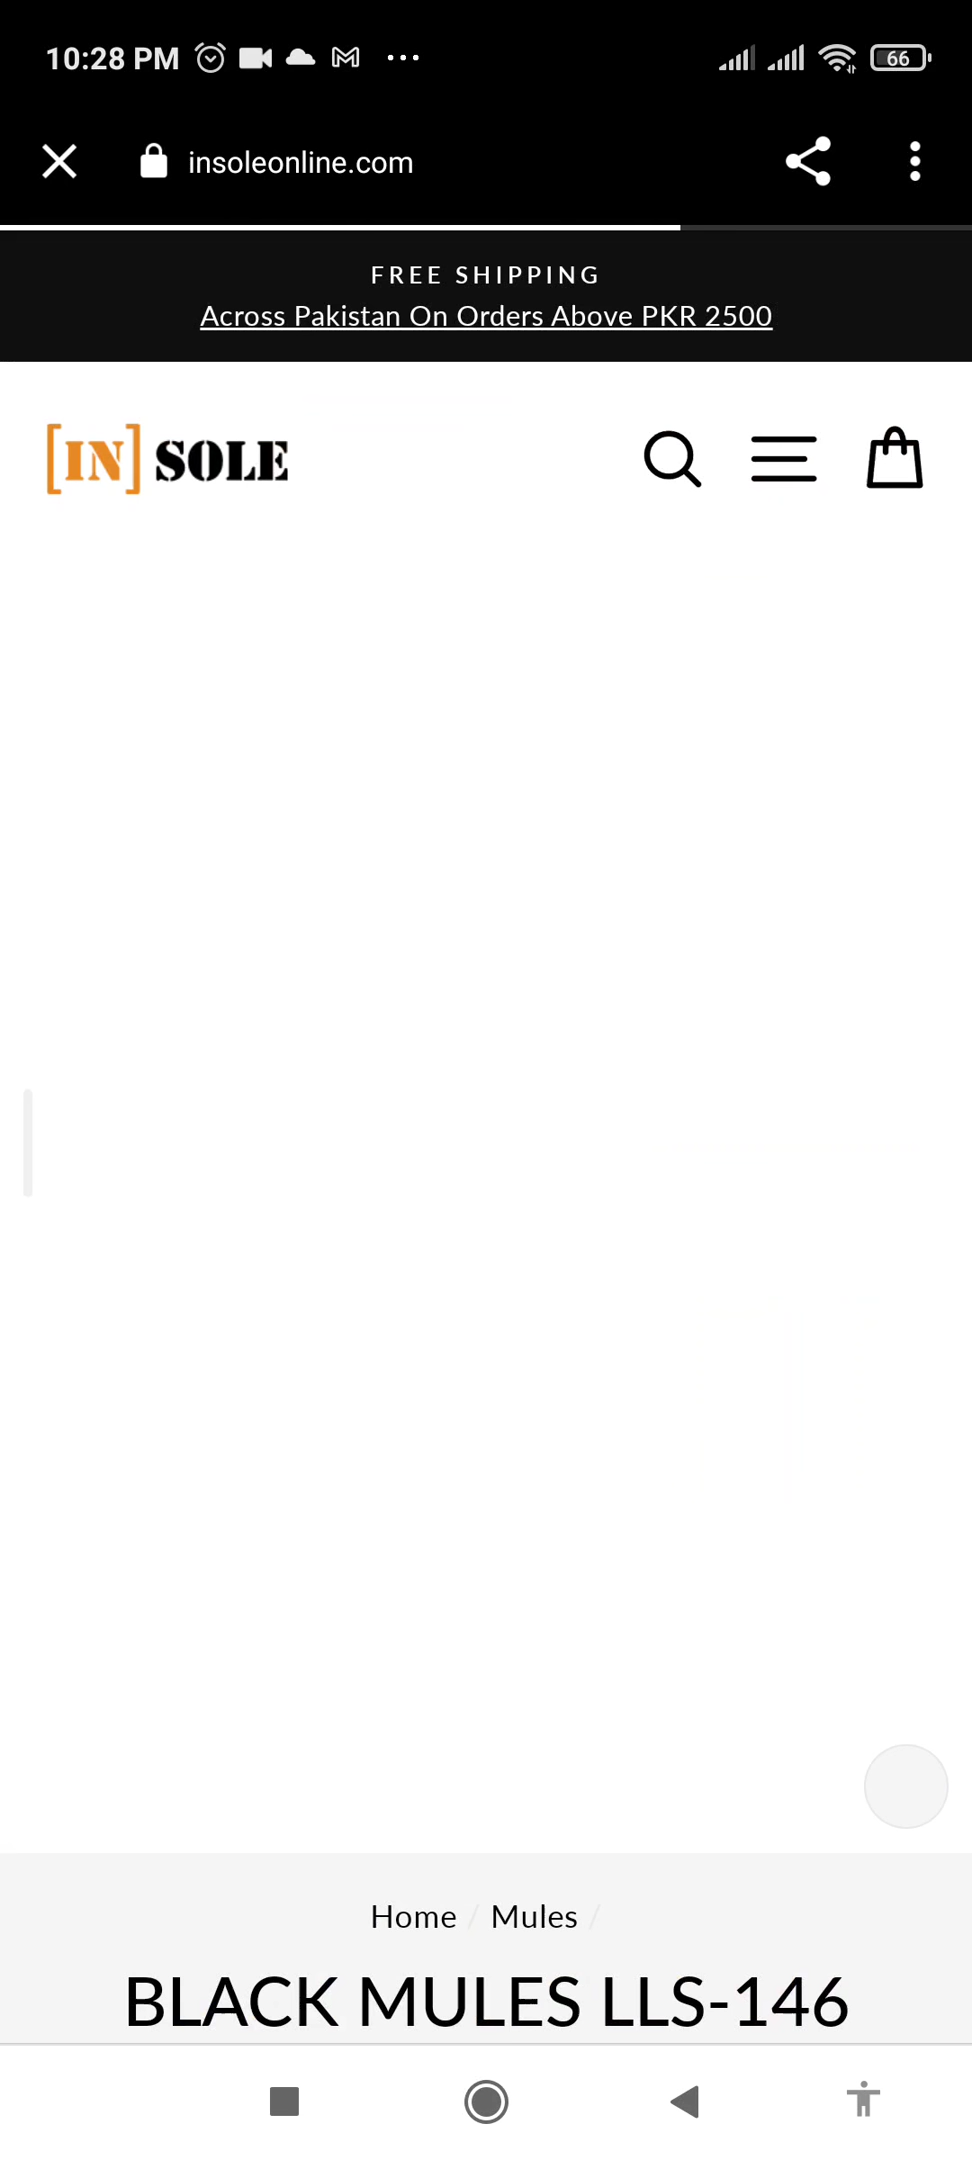 10:28 PM
66
insoleonline.com
FREE SHIPPING
Across Pakistan On Orders Above PKR 2500
[IN] SOLE
Home / Mules /
BLACK MULES LLS-146